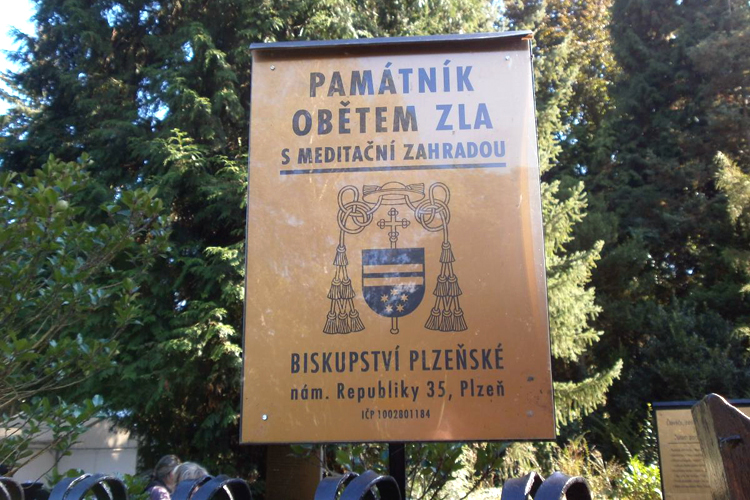 PAMÁTNÍK
OBĚTEM ZLA
S MEDITAČNÍ ZAHRADOU
BISKUPSTVÍ PLZEŇSKÉ
nám. Republiky 35, Plzeň
IČP 1002801184